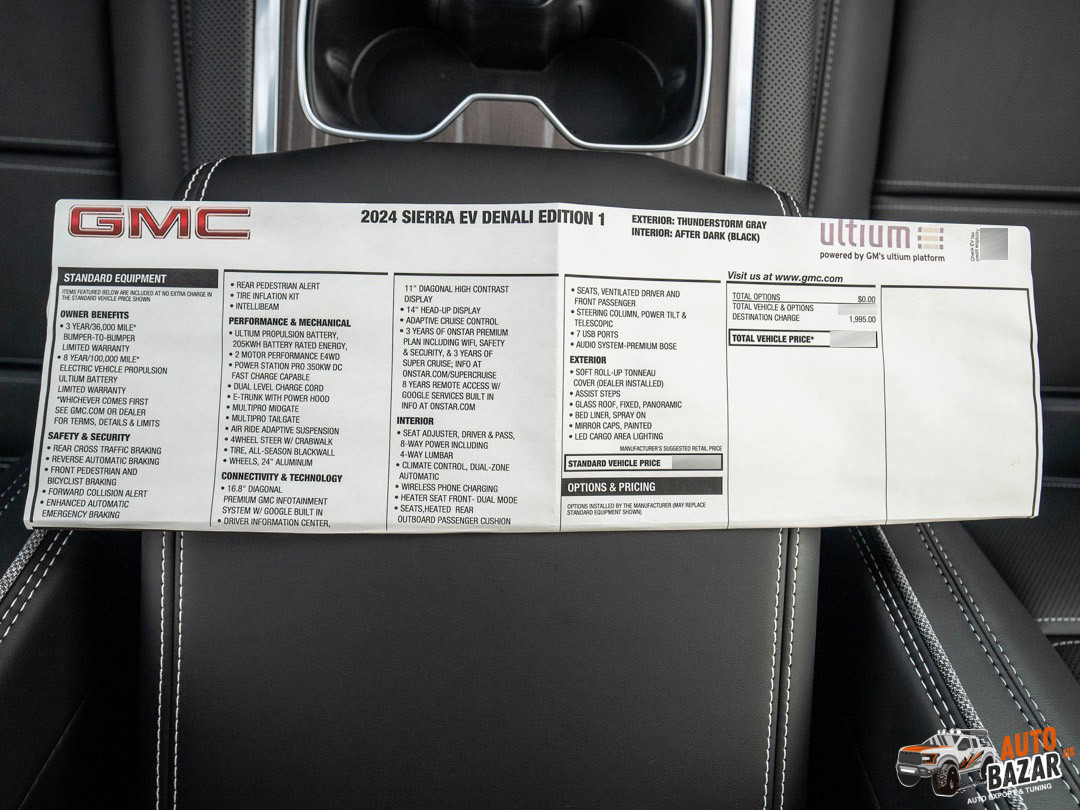 GMC
2024 SIERRA EV DENALI EDITION 1
EXTERIOR: THUNDERSTORM GRAY
INTERIOR: AFTER DARK (BLACK)
ultium
powered by GM's ultium platform
Check EV tax
credit eligibility
STANDARD EQUIPMENT
ITEMS FEATURED BELOW ARE INCLUDED AT NO EXTRA CHARGE IN
THE STANDARD VEHICLE PRICE SHOWN
OWNER BENEFITS
• 3 YEAR/36,000 MILE*
BUMPER-TO-BUMPER
LIMITED WARRANTY
• 8 YEAR/100,000 MILE*
ELECTRIC VEHICLE PROPULSION
ULTIUM BATTERY
LIMITED WARRANTY
*WHICHEVER COMES FIRST
SEE GMC.COM OR DEALER
FOR TERMS, DETAILS & LIMITS
SAFETY & SECURITY
• REAR CROSS TRAFFIC BRAKING
• REVERSE AUTOMATIC BRAKING
• FRONT PEDESTRIAN AND
BICYCLIST BRAKING
• FORWARD COLLISION ALERT
• ENHANCED AUTOMATIC
EMERGENCY BRAKING
• REAR PEDESTRIAN ALERT
• TIRE INFLATION KIT
• INTELLIBEAM
PERFORMANCE & MECHANICAL
• ULTIUM PROPULSION BATTERY,
205KWH BATTERY RATED ENERGY,
• 2 MOTOR PERFORMANCE E4WD
• POWER STATION PRO 350KW DC
FAST CHARGE CAPABLE
• DUAL LEVEL CHARGE CORD
• E-TRUNK WITH POWER HOOD
• MULTIPRO MIDGATE
• MULTIPRO TAILGATE
• AIR RIDE ADAPTIVE SUSPENSION
• 4WHEEL STEER W/ CRABWALK
• TIRE, ALL-SEASON BLACKWALL
• WHEELS, 24" ALUMINUM
CONNECTIVITY & TECHNOLOGY
• 16.8" DIAGONAL
PREMIUM GMC INFOTAINMENT
SYSTEM W/ GOOGLE BUILT IN
• DRIVER INFORMATION CENTER,
11" DIAGONAL HIGH CONTRAST
DISPLAY
• 14" HEAD-UP DISPLAY
• ADAPTIVE CRUISE CONTROL
• 3 YEARS OF ONSTAR PREMIUM
PLAN INCLUDING WIFI, SAFETY
& SECURITY, & 3 YEARS OF
SUPER CRUISE; INFO AT
ONSTAR.COM/SUPERCRUISE
8 YEARS REMOTE ACCESS W/
GOOGLE SERVICES BUILT IN
INFO AT ONSTAR.COM
INTERIOR
• SEAT ADJUSTER, DRIVER & PASS,
8-WAY POWER INCLUDING
4-WAY LUMBAR
• CLIMATE CONTROL, DUAL-ZONE
AUTOMATIC
• WIRELESS PHONE CHARGING
• HEATER SEAT FRONT- DUAL MODE
• SEATS,HEATED REAR
OUTBOARD PASSENGER CUSHION
• SEATS, VENTILATED DRIVER AND
FRONT PASSENGER
• STEERING COLUMN, POWER TILT &
TELESCOPIC
• 7 USB PORTS
• AUDIO SYSTEM-PREMIUM BOSE
EXTERIOR
• SOFT ROLL-UP TONNEAU
COVER (DEALER INSTALLED)
• ASSIST STEPS
• GLASS ROOF, FIXED, PANORAMIC
• BED LINER, SPRAY ON
• MIRROR CAPS, PAINTED
• LED CARGO AREA LIGHTING
MANUFACTURER'S SUGGESTED RETAIL PRICE
STANDARD VEHICLE PRICE
OPTIONS & PRICING
OPTIONS INSTALLED BY THE MANUFACTURER (MAY REPLACE
STANDARD EQUIPMENT SHOWN)
Visit us at www.gmc.com
TOTAL OPTIONS $0.00
TOTAL VEHICLE & OPTIONS
DESTINATION CHARGE 1,995.00
TOTAL VEHICLE PRICE*
AUTO
BAZAR.US
AUTO EXPORT & TUNING